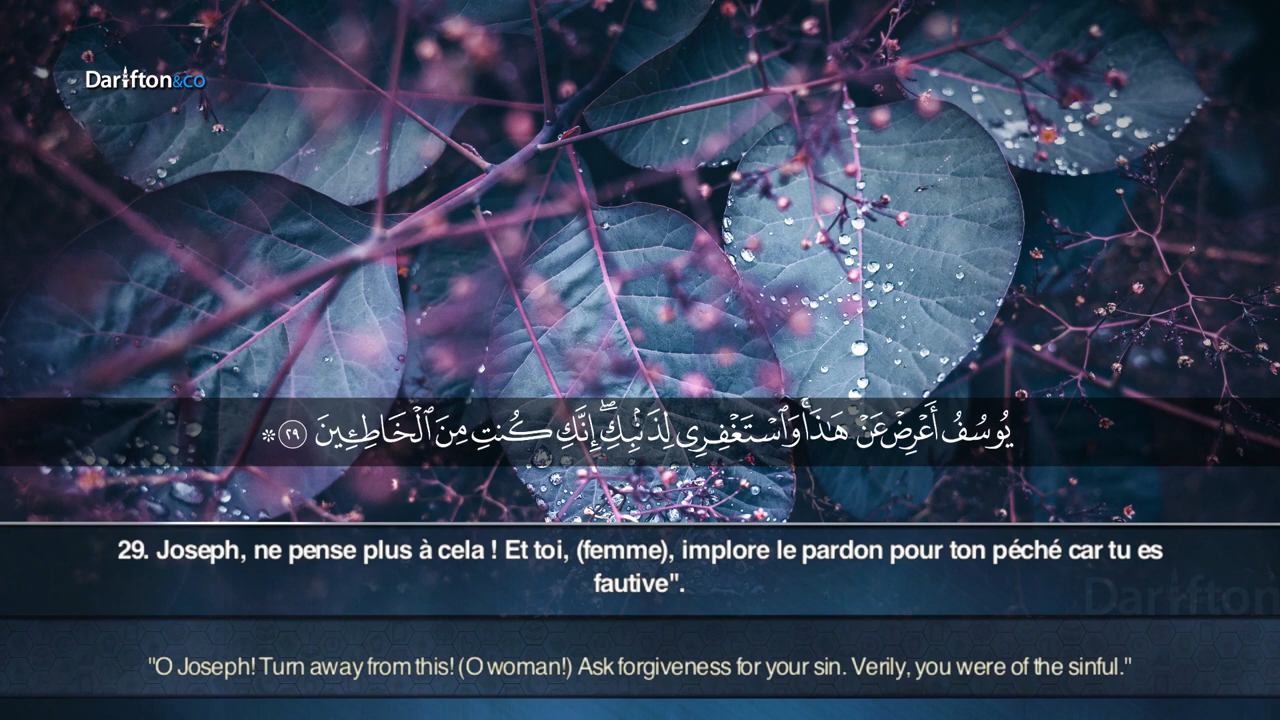 Darifton&CO
يُوسُفُ أَعْرِضْ عَنْ هَٰذَا ۚ وَٱسْتَغْفِرِى لِذَنۢبِكِ ۖ إِنَّكِ كُنتِ مِنَ ٱلْخَاطِـِٔينَ ۝٢٩ ۞
29. Joseph, ne pense plus à cela ! Et toi, (femme), implore le pardon pour ton péché car tu es
fautive".
Darifton
"O Joseph! Turn away from this! (O woman!) Ask forgiveness for your sin. Verily, you were of the sinful."